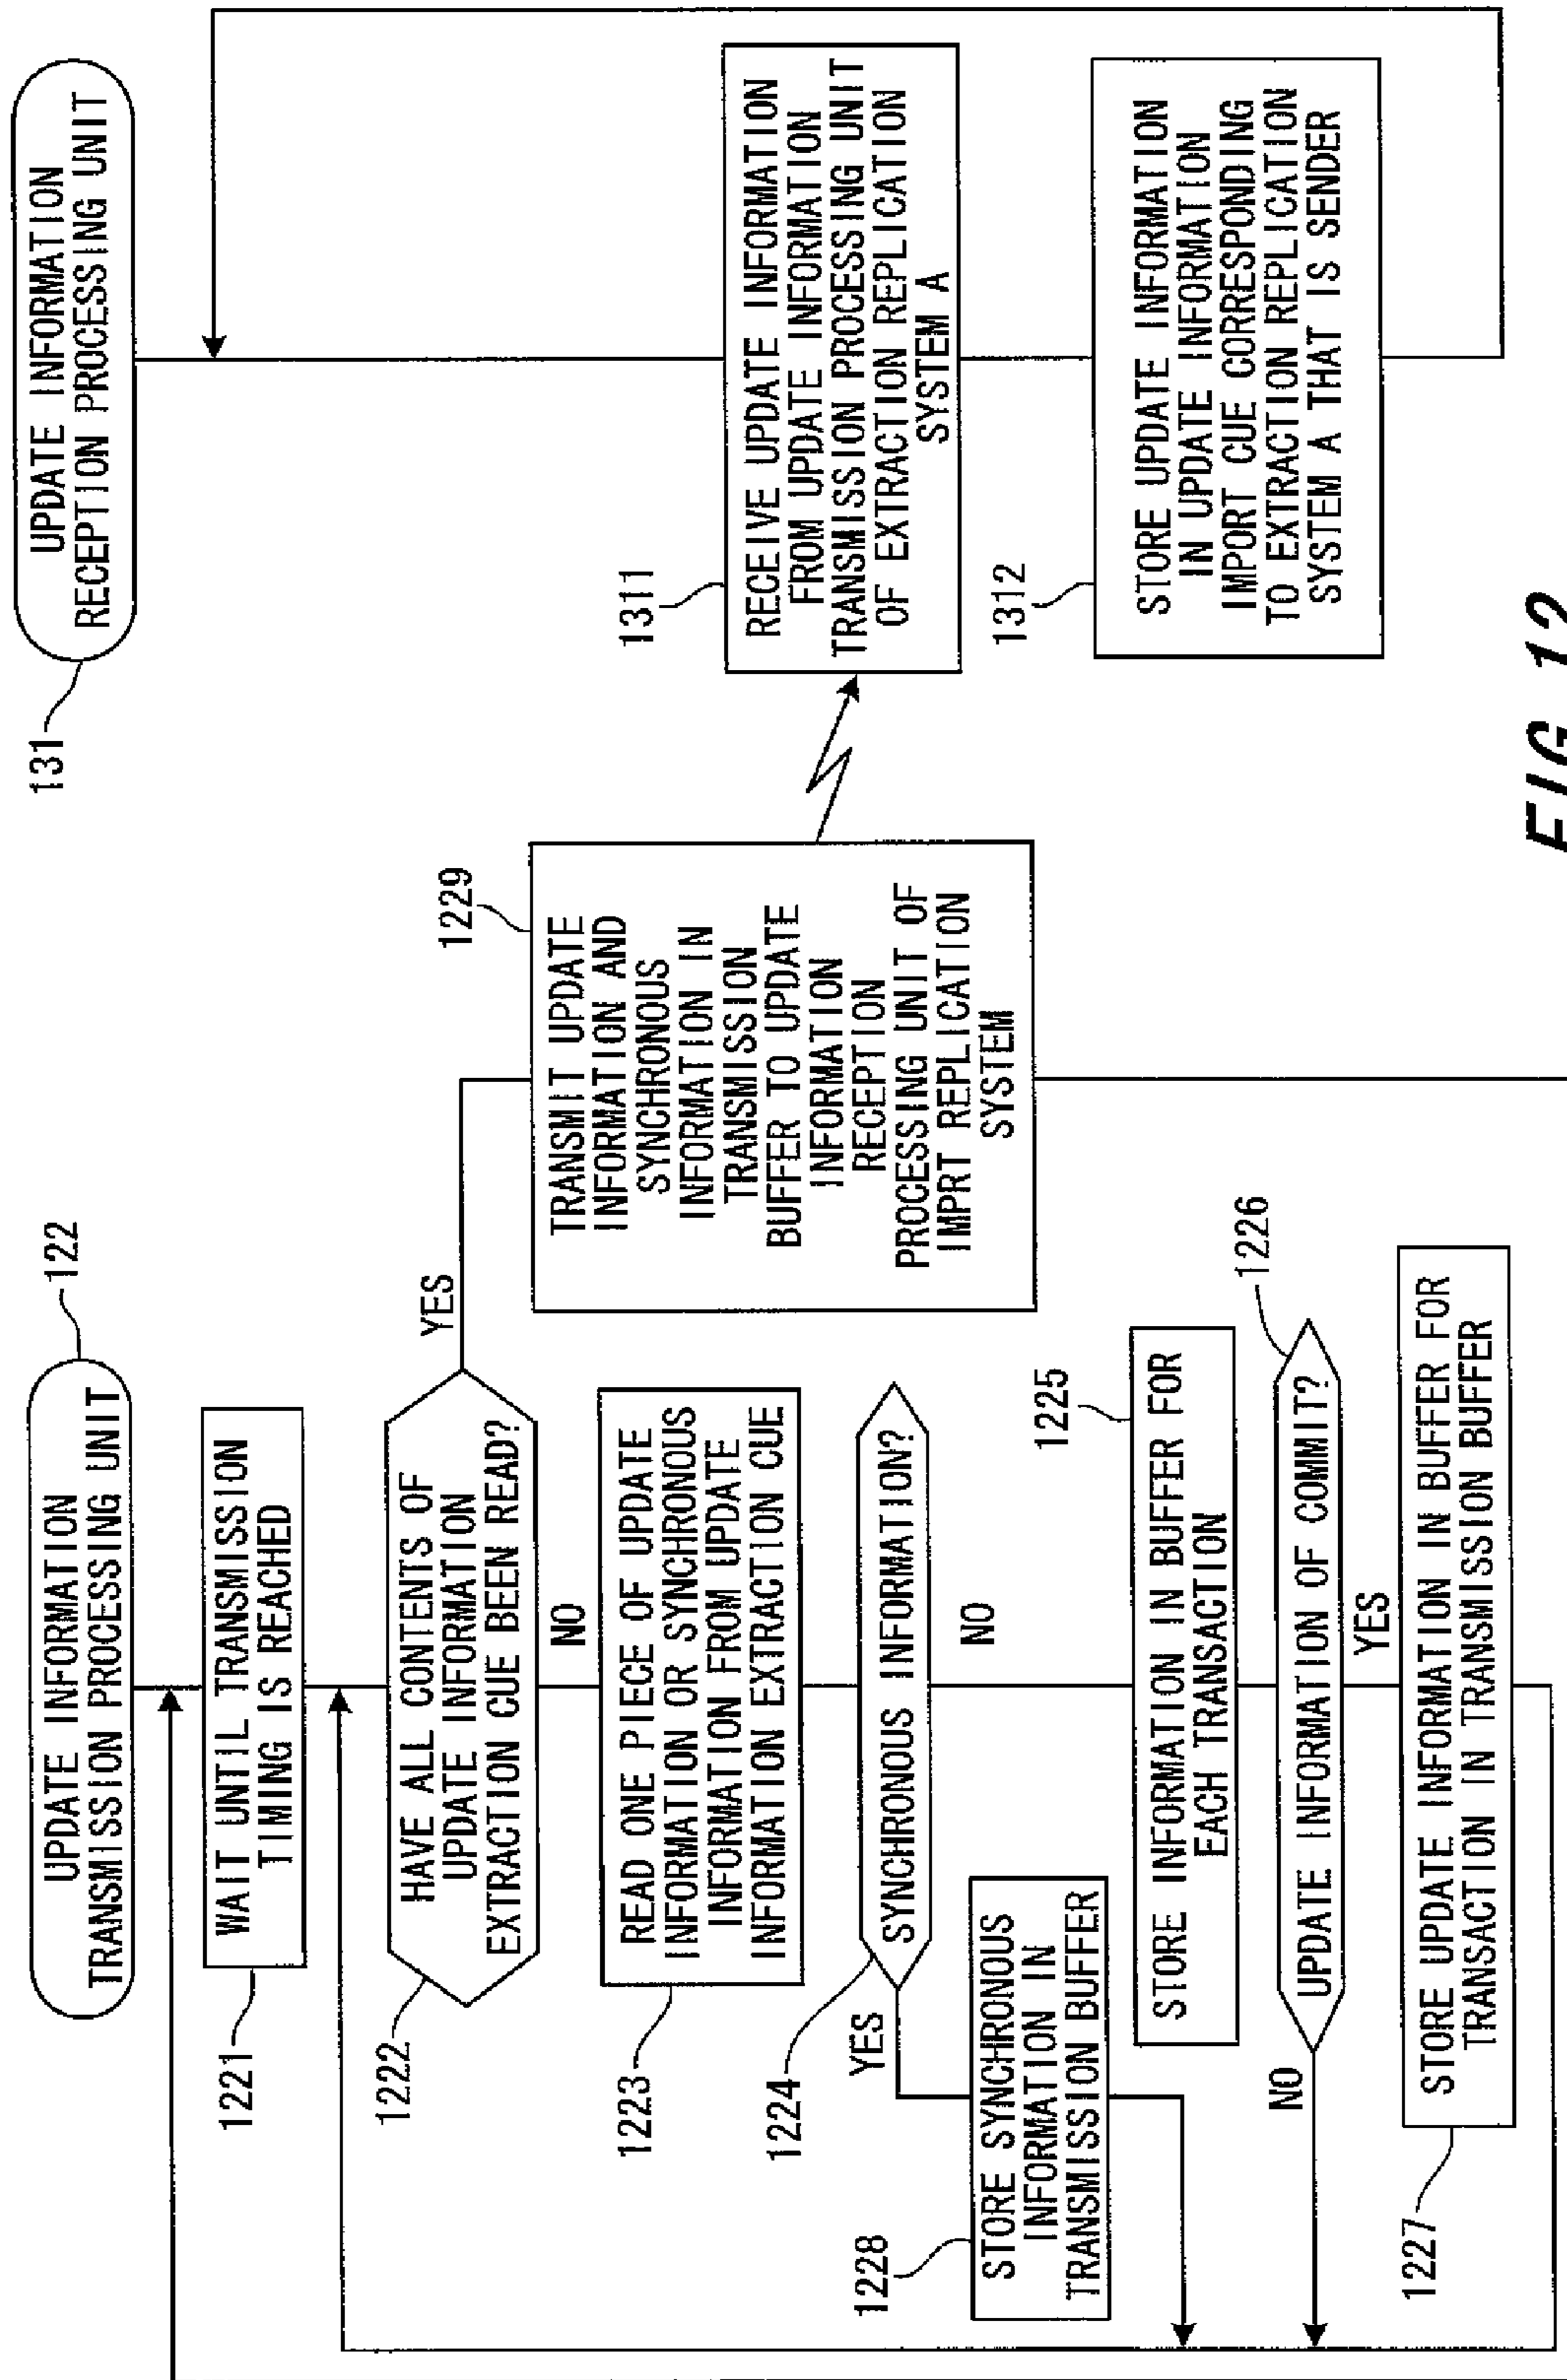 UPDATE INFORMATION
TRANSMISSION PROCESSING UNIT
122
WAIT UNTIL TRANSMISSION
TIMING IS REACHED
1221
HAVE ALL CONTENTS OF
UPDATE INFORMATION
EXTRACTION CUE BEEN READ?
1222
YES
NO
READ ONE PIECE OF UPDATE
INFORMATION OR SYNCHRONOUS
INFORMATION FROM UPDATE
INFORMATION EXTRACTION CUE
1223
SYNCHRONOUS INFORMATION?
1224
YES
NO
STORE SYNCHRONOUS
INFORMATION IN
TRANSMISSION BUFFER
1228
STORE INFORMATION IN BUFFER FOR
EACH TRANSACTION
1225
UPDATE INFORMATION OF COMMIT?
1226
NO
YES
STORE UPDATE INFORMATION IN BUFFER FOR
TRANSACTION IN TRANSMISSION BUFFER
1227
TRANSMIT UPDATE
INFORMATION AND
SYNCHRONOUS
INFORMATION IN
TRANSMISSION
BUFFER TO UPDATE
INFORMATION
RECEPTION
PROCESSING UNIT OF
IMPRT REPLICATION
SYSTEM
1229
UPDATE INFORMATION
RECEPTION PROCESSING UNIT
131
RECEIVE UPDATE INFORMATION
FROM UPDATE INFORMATION
TRANSMISSION PROCESSING UNIT
OF EXTRACTION REPLICATION
SYSTEM A
1311
STORE UPDATE INFORMATION
IN UPDATE INFORMATION
IMPORT CUE CORRESPONDING
TO EXTRACTION REPLICATION
SYSTEM A THAT IS SENDER
1312
FIG. 12